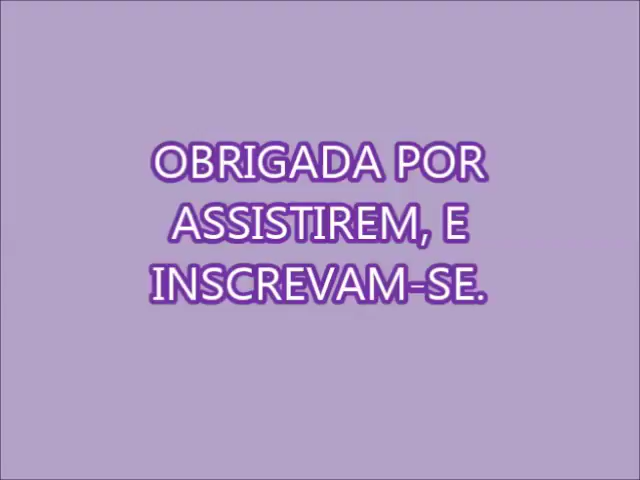 OBRIGADA POR
ASSISTIREM, E
INSCREVAM-SE.